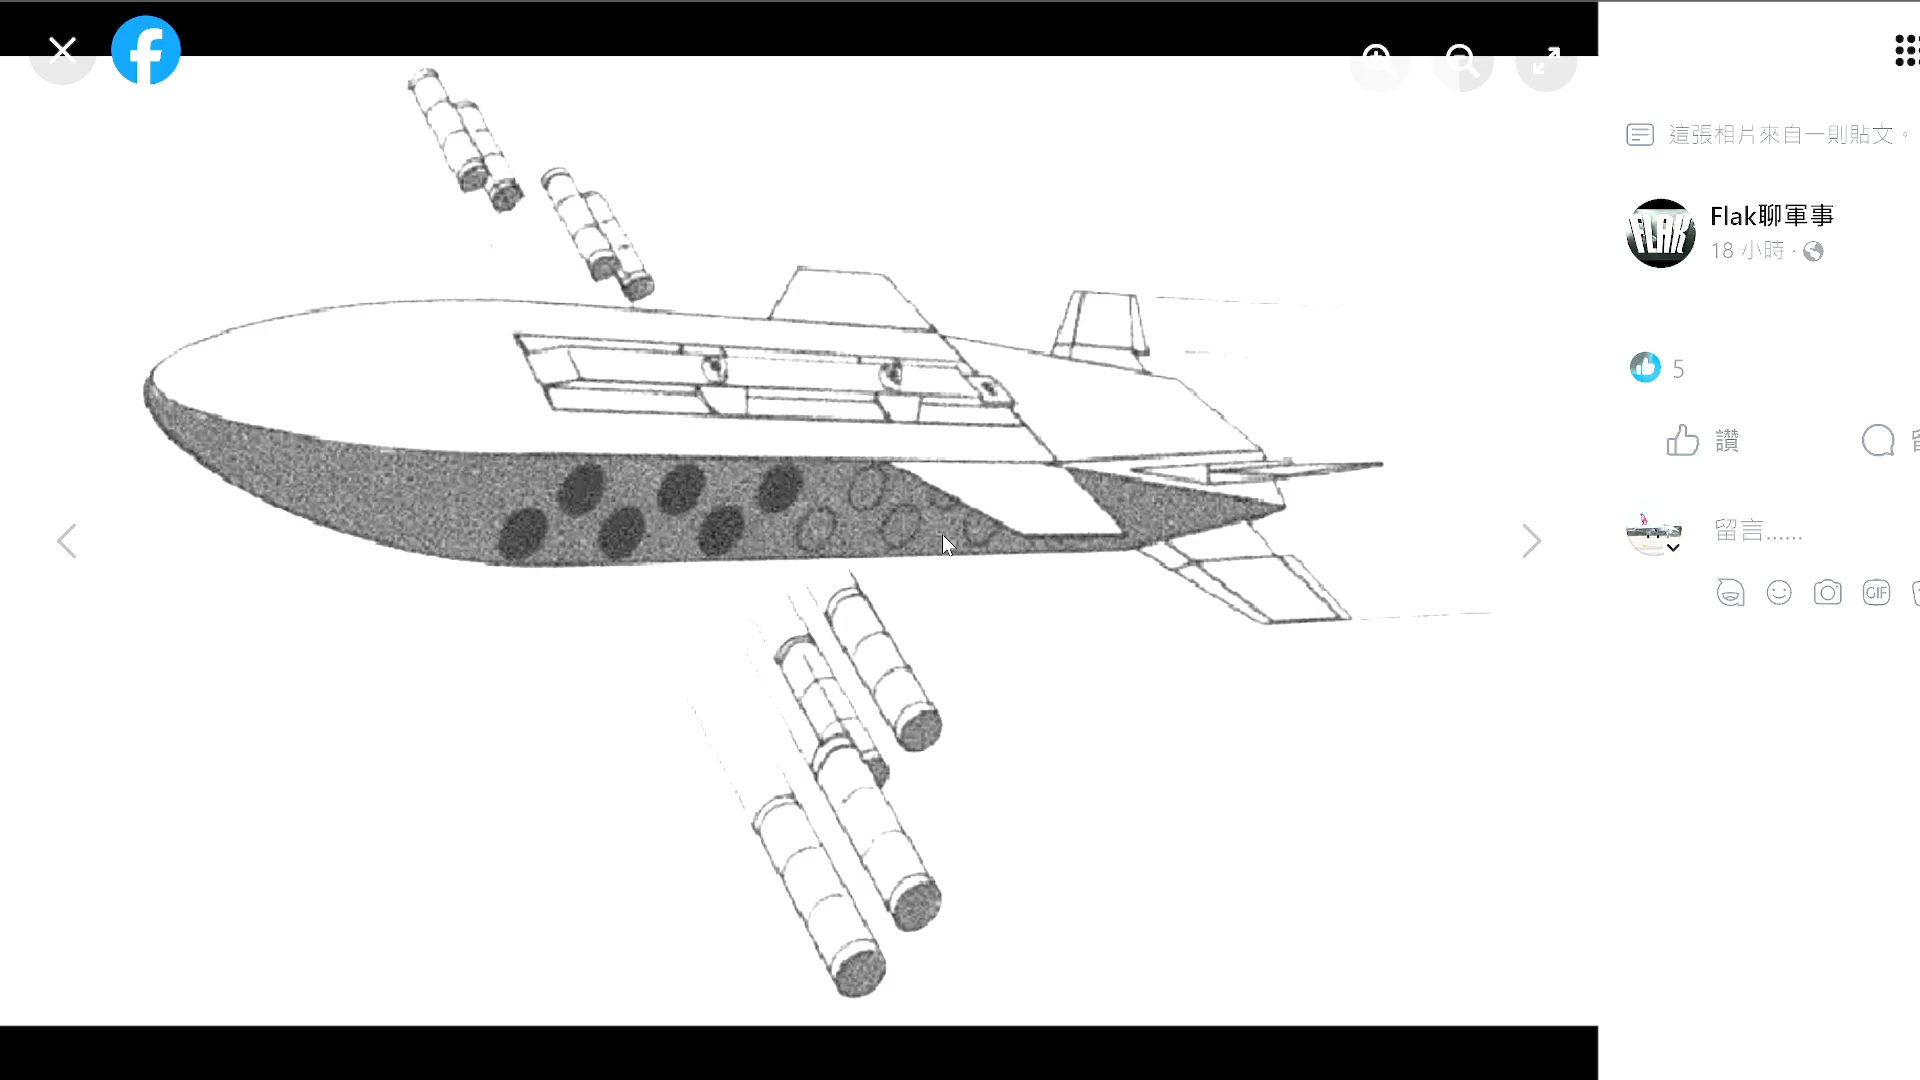 這張相片來自一則貼文。
FLAK
Flak聊軍事
18 小時 ·
5
讚
留言......
GIF